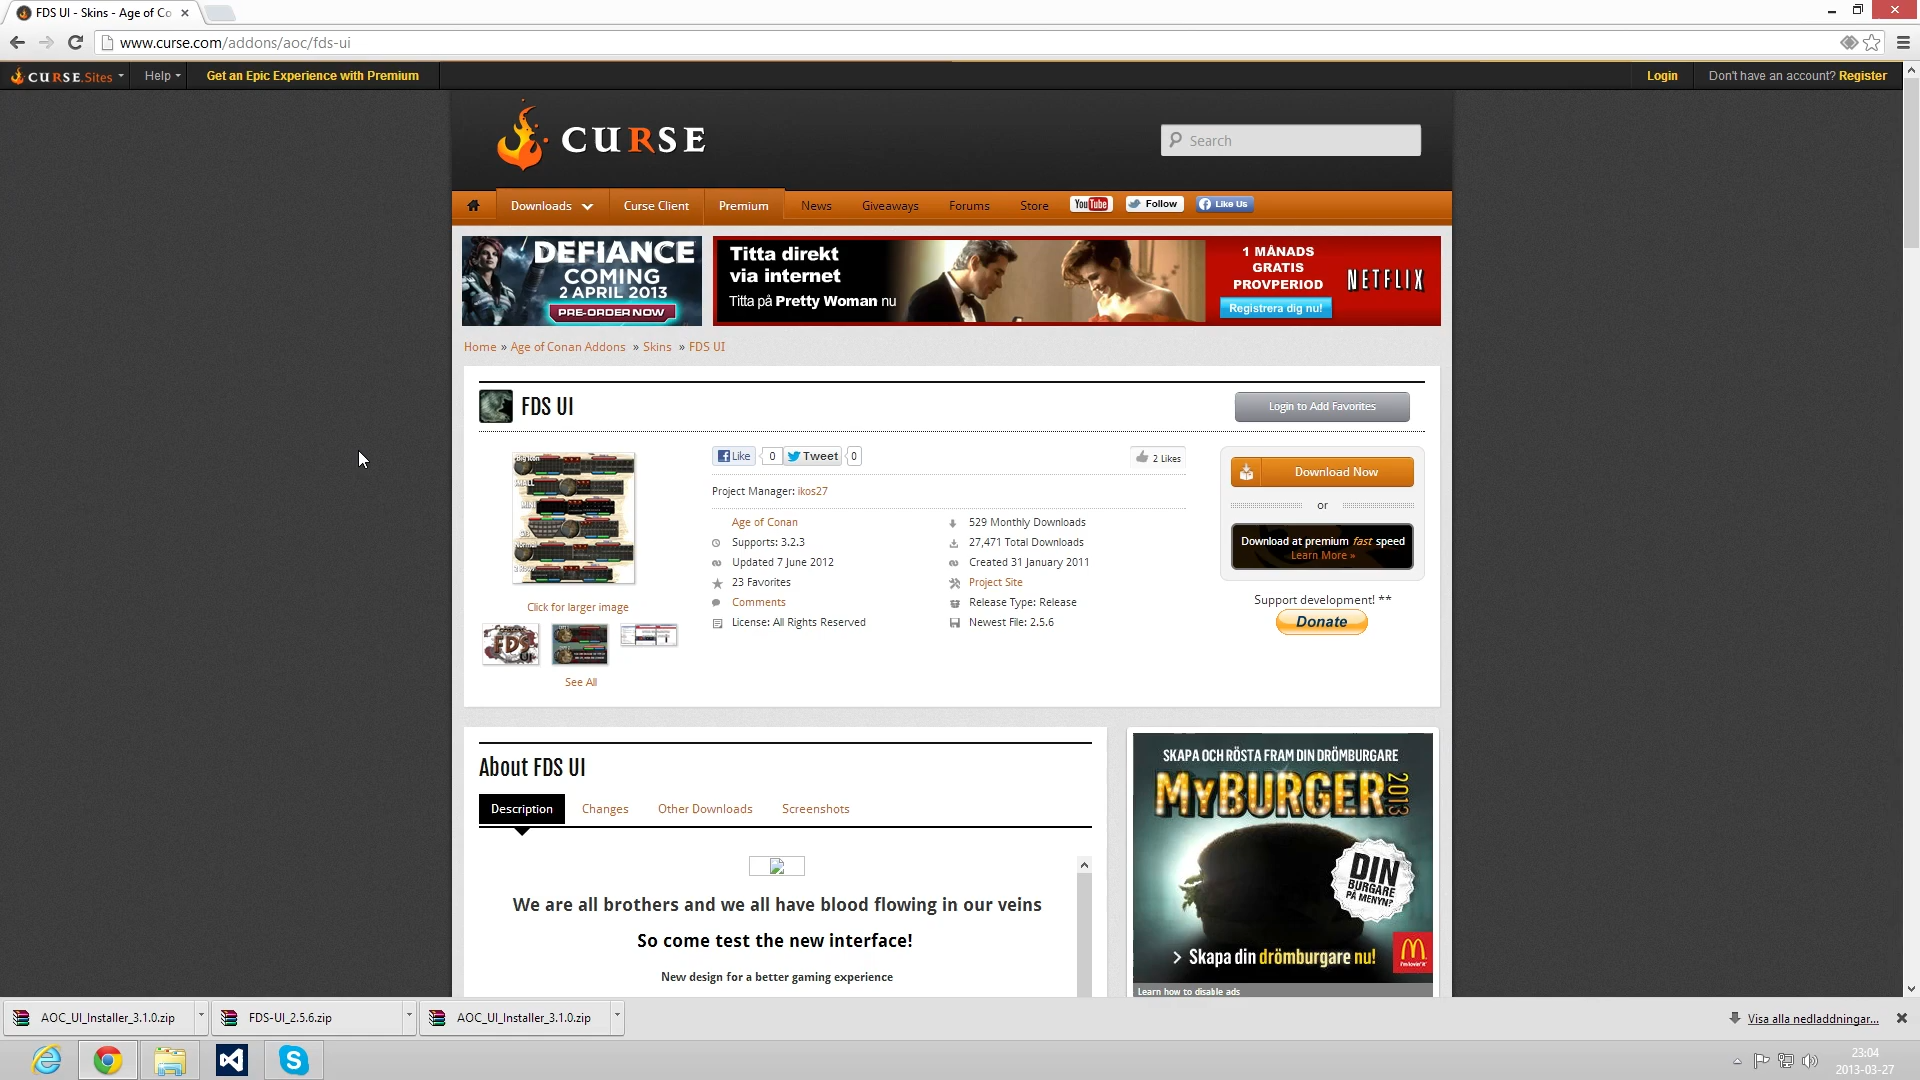 FDS UI - Skins - Age of Co
www.curse.com/addons/aoc/fds-ui
CURSE.Sites
Help
Get an Epic Experience with Premium
Login
Don't have an account? Register
CURSE
Search
Downloads
Curse Client
Premium
News
Giveaways
Forums
Store
YouTube
Follow
Like Us
DEFIANCE
COMING
2 APRIL 2013
PRE-ORDER NOW
Titta direkt
via internet
Titta på Pretty Woman nu
1 MÅNADS
GRATIS
PROVPERIOD
Registrera dig nu!
NETFLIX
Home » Age of Conan Addons » Skins » FDS UI
FDS UI
Login to Add Favorites
Like 0 Tweet 0
2 Likes
Project Manager: ikos27
Age of Conan
529 Monthly Downloads
Supports: 3.2.3
27,471 Total Downloads
Updated 7 June 2012
Created 31 January 2011
23 Favorites
Project Site
Comments
Release Type: Release
License: All Rights Reserved
Newest File: 2.5.6
Download Now
or
Download at premium fast speed
Learn More »
Support development! **
Donate
Click for larger image
FDS
UI
See All
About FDS UI
Description
Changes
Other Downloads
Screenshots
We are all brothers and we all have blood flowing in our veins
So come test the new interface!
New design for a better gaming experience
SKAPA OCH RÖSTA FRAM DIN DRÖMBURGARE
MYBURGER 2013
DIN
BURGARE
PÅ MENYN?
Skapa din drömburgare nu!
i'm lovin' it
Learn how to disable ads
AOC_UI_Installer_3.1.0.zip
FDS-UI_2.5.6.zip
AOC_UI_Installer_3.1.0.zip
Visa alla nedladdningar...
23:04
2013-03-27